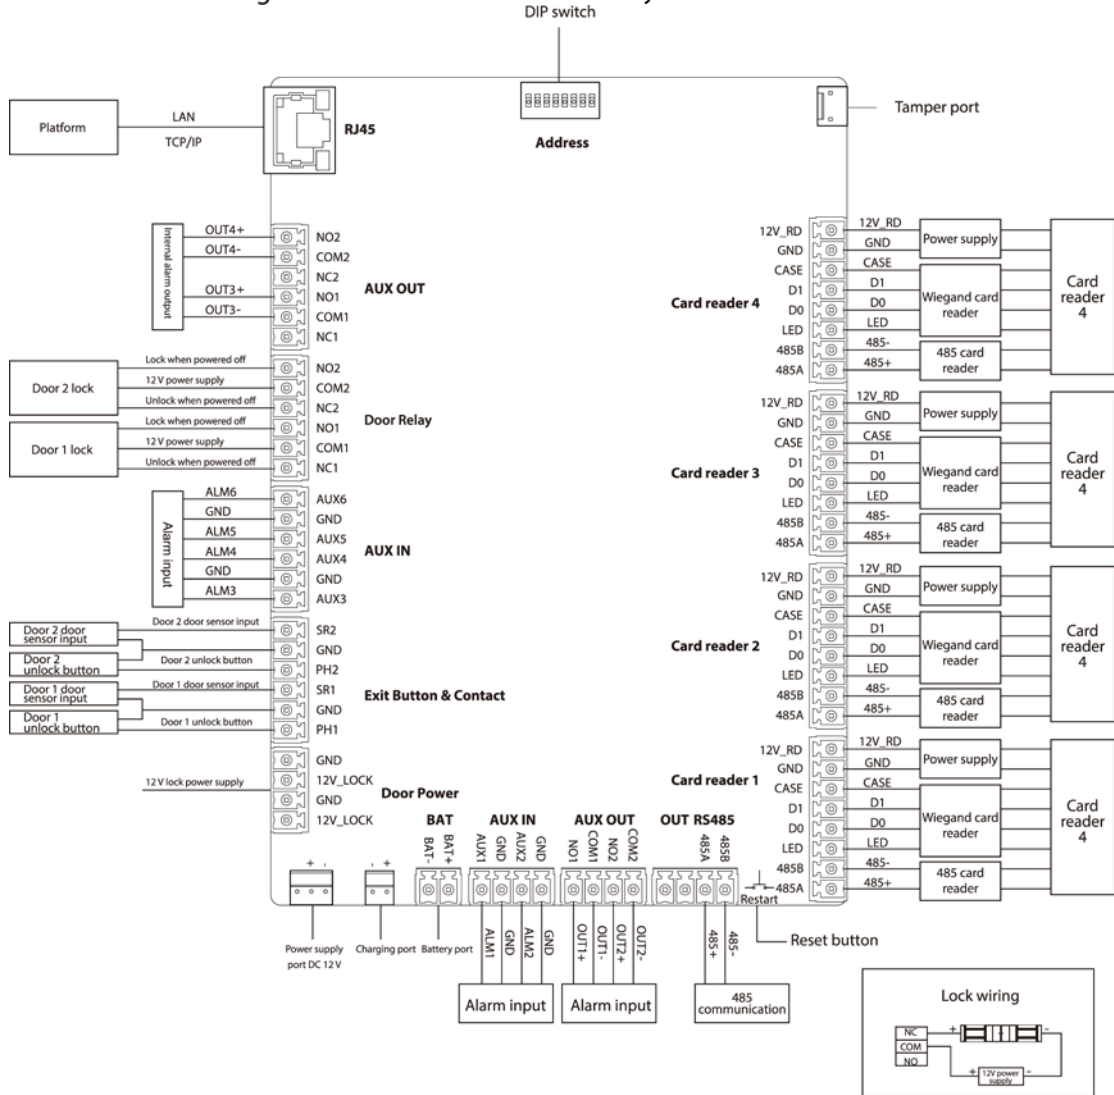 DIP switch
Platform
LAN
TCP/IP
RJ45
Address
Tamper port
Internal alarm output
OUT4+
OUT4-
OUT3+
OUT3-
NO2
COM2
NC2
NO1
COM1
NC1
AUX OUT
Door 2 lock
Door 1 lock
Lock when powered off
12 V power supply
Unlock when powered off
Lock when powered off
12 V power supply
Unlock when powered off
NO2
COM2
NC2
NO1
COM1
NC1
Door Relay
Alarm input
ALM6
GND
ALM5
ALM4
GND
ALM3
AUX6
GND
AUX5
AUX4
GND
AUX3
AUX IN
Door 2 door
sensor input
Door 2
unlock button
Door 1 door
sensor input
Door 1
unlock button
Door 2 door sensor input
Door 2 unlock button
Door 1 door sensor input
Door 1 unlock button
SR2
GND
PH2
SR1
GND
PH1
Exit Button & Contact
12 V lock power supply
GND
12V_LOCK
GND
12V_LOCK
Door Power
Card reader 4
12V_RD
GND
CASE
D1
D0
LED
485B
485A
12V_RD
GND
CASE
D1
D0
LED
485-
485+
Power supply
Wiegand card
reader
485 card
reader
Card
reader
4
Card reader 3
12V_RD
GND
CASE
D1
D0
LED
485B
485A
12V_RD
GND
CASE
D1
D0
LED
485-
485+
Power supply
Wiegand card
reader
485 card
reader
Card
reader
4
Card reader 2
12V_RD
GND
CASE
D1
D0
LED
485B
485A
12V_RD
GND
CASE
D1
D0
LED
485-
485+
Power supply
Wiegand card
reader
485 card
reader
Card
reader
4
Card reader 1
12V_RD
GND
CASE
D1
D0
LED
485B
485A
12V_RD
GND
CASE
D1
D0
LED
485-
485+
Power supply
Wiegand card
reader
485 card
reader
Card
reader
4
BAT
BAT-
BAT+
AUX IN
AUX1
GND
AUX2
GND
AUX OUT
NO1
COM1
NO2
COM2
OUT RS485
485A
485B
Restart
+ -
- +
Power supply
port DC 12 V
Charging port
Battery port
ALM1
GND
ALM2
GND
Alarm input
OUT1+
OUT1-
OUT2+
OUT2-
Alarm input
485+
485-
485
communication
Reset button
Lock wiring
NC
COM
NO
+ -
+ -
12V power
supply